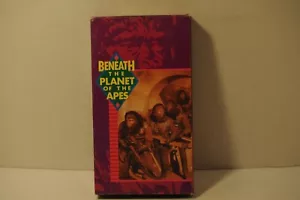 BENEATH
THE
PLANET
OF THE
APES